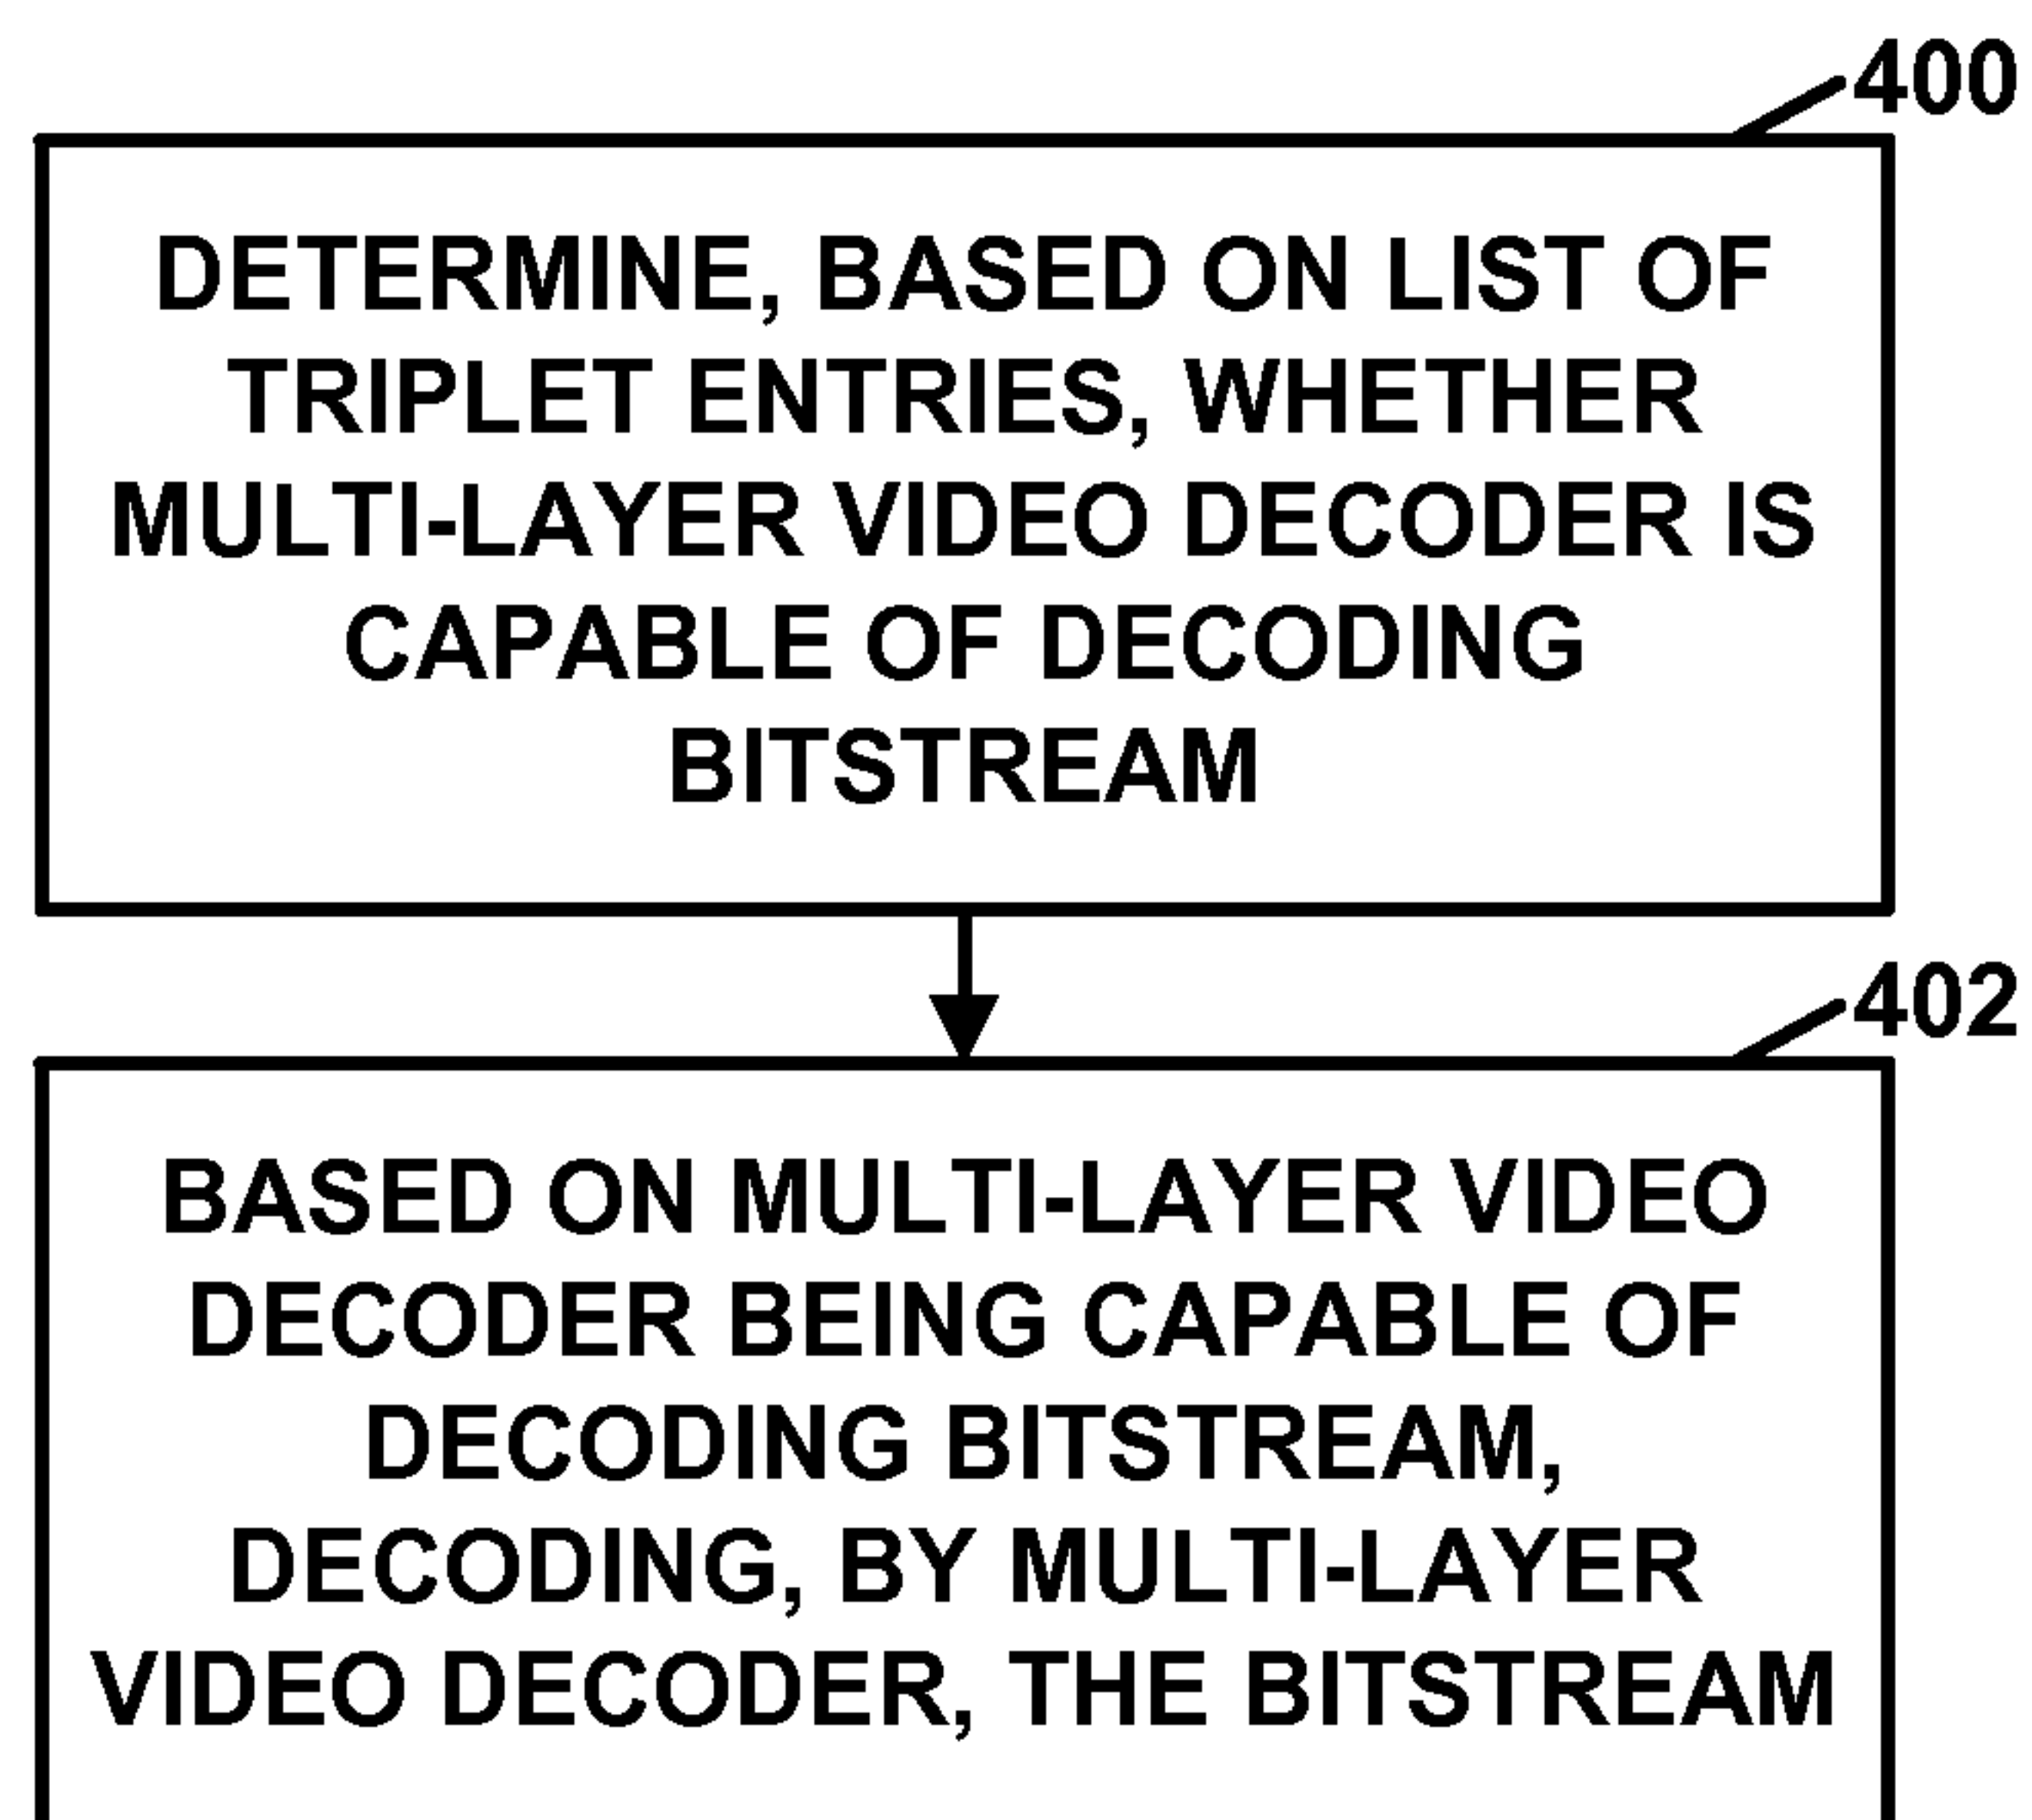 400
DETERMINE, BASED ON LIST OF
TRIPLET ENTRIES, WHETHER
MULTI-LAYER VIDEO DECODER IS
CAPABLE OF DECODING
BITSTREAM
402
BASED ON MULTI-LAYER VIDEO
DECODER BEING CAPABLE OF
DECODING BITSTREAM,
DECODING, BY MULTI-LAYER
VIDEO DECODER, THE BITSTREAM